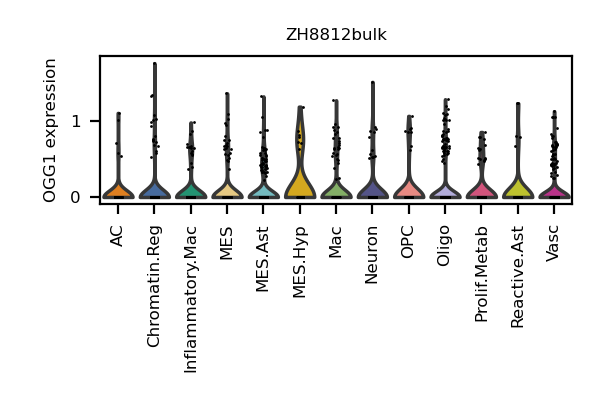 ZH8812bulk
OGG1 expression
1
0
AC
Chromatin.Reg
Inflammatory.Mac
MES
MES.Ast
MES.Hyp
Mac
Neuron
OPC
Oligo
Prolif.Metab
Reactive.Ast
Vasc